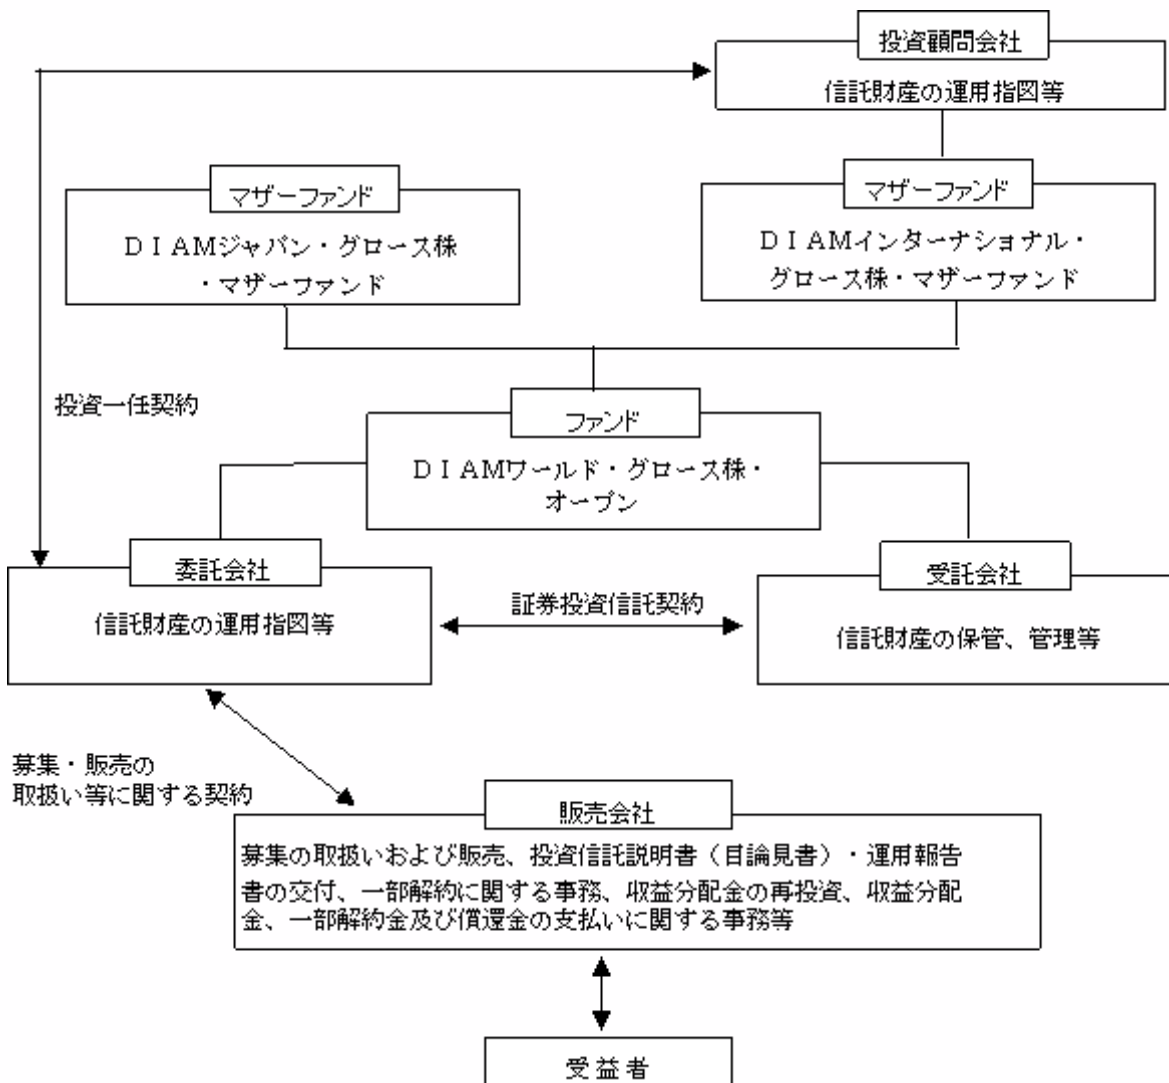 投資顧問会社
信託財産の運用指図等
マザーファンド
ＤＩＡＭジャパン・グロース株
・マザーファンド
マザーファンド
ＤＩＡＭインターナショナル・
グロース株・マザーファンド
投資一任契約
ファンド
ＤＩＡＭワールド・グロース株・
オープン
委託会社
信託財産の運用指図等
証券投資信託契約
受託会社
信託財産の保管、管理等
募集・販売の
取扱い等に関する契約
販売会社
募集の取扱いおよび販売、投資信託説明書（目論見書）・運用報告
書の交付、一部解約に関する事務、収益分配金の再投資、収益分配
金、一部解約金及び償還金の支払いに関する事務等
受益者